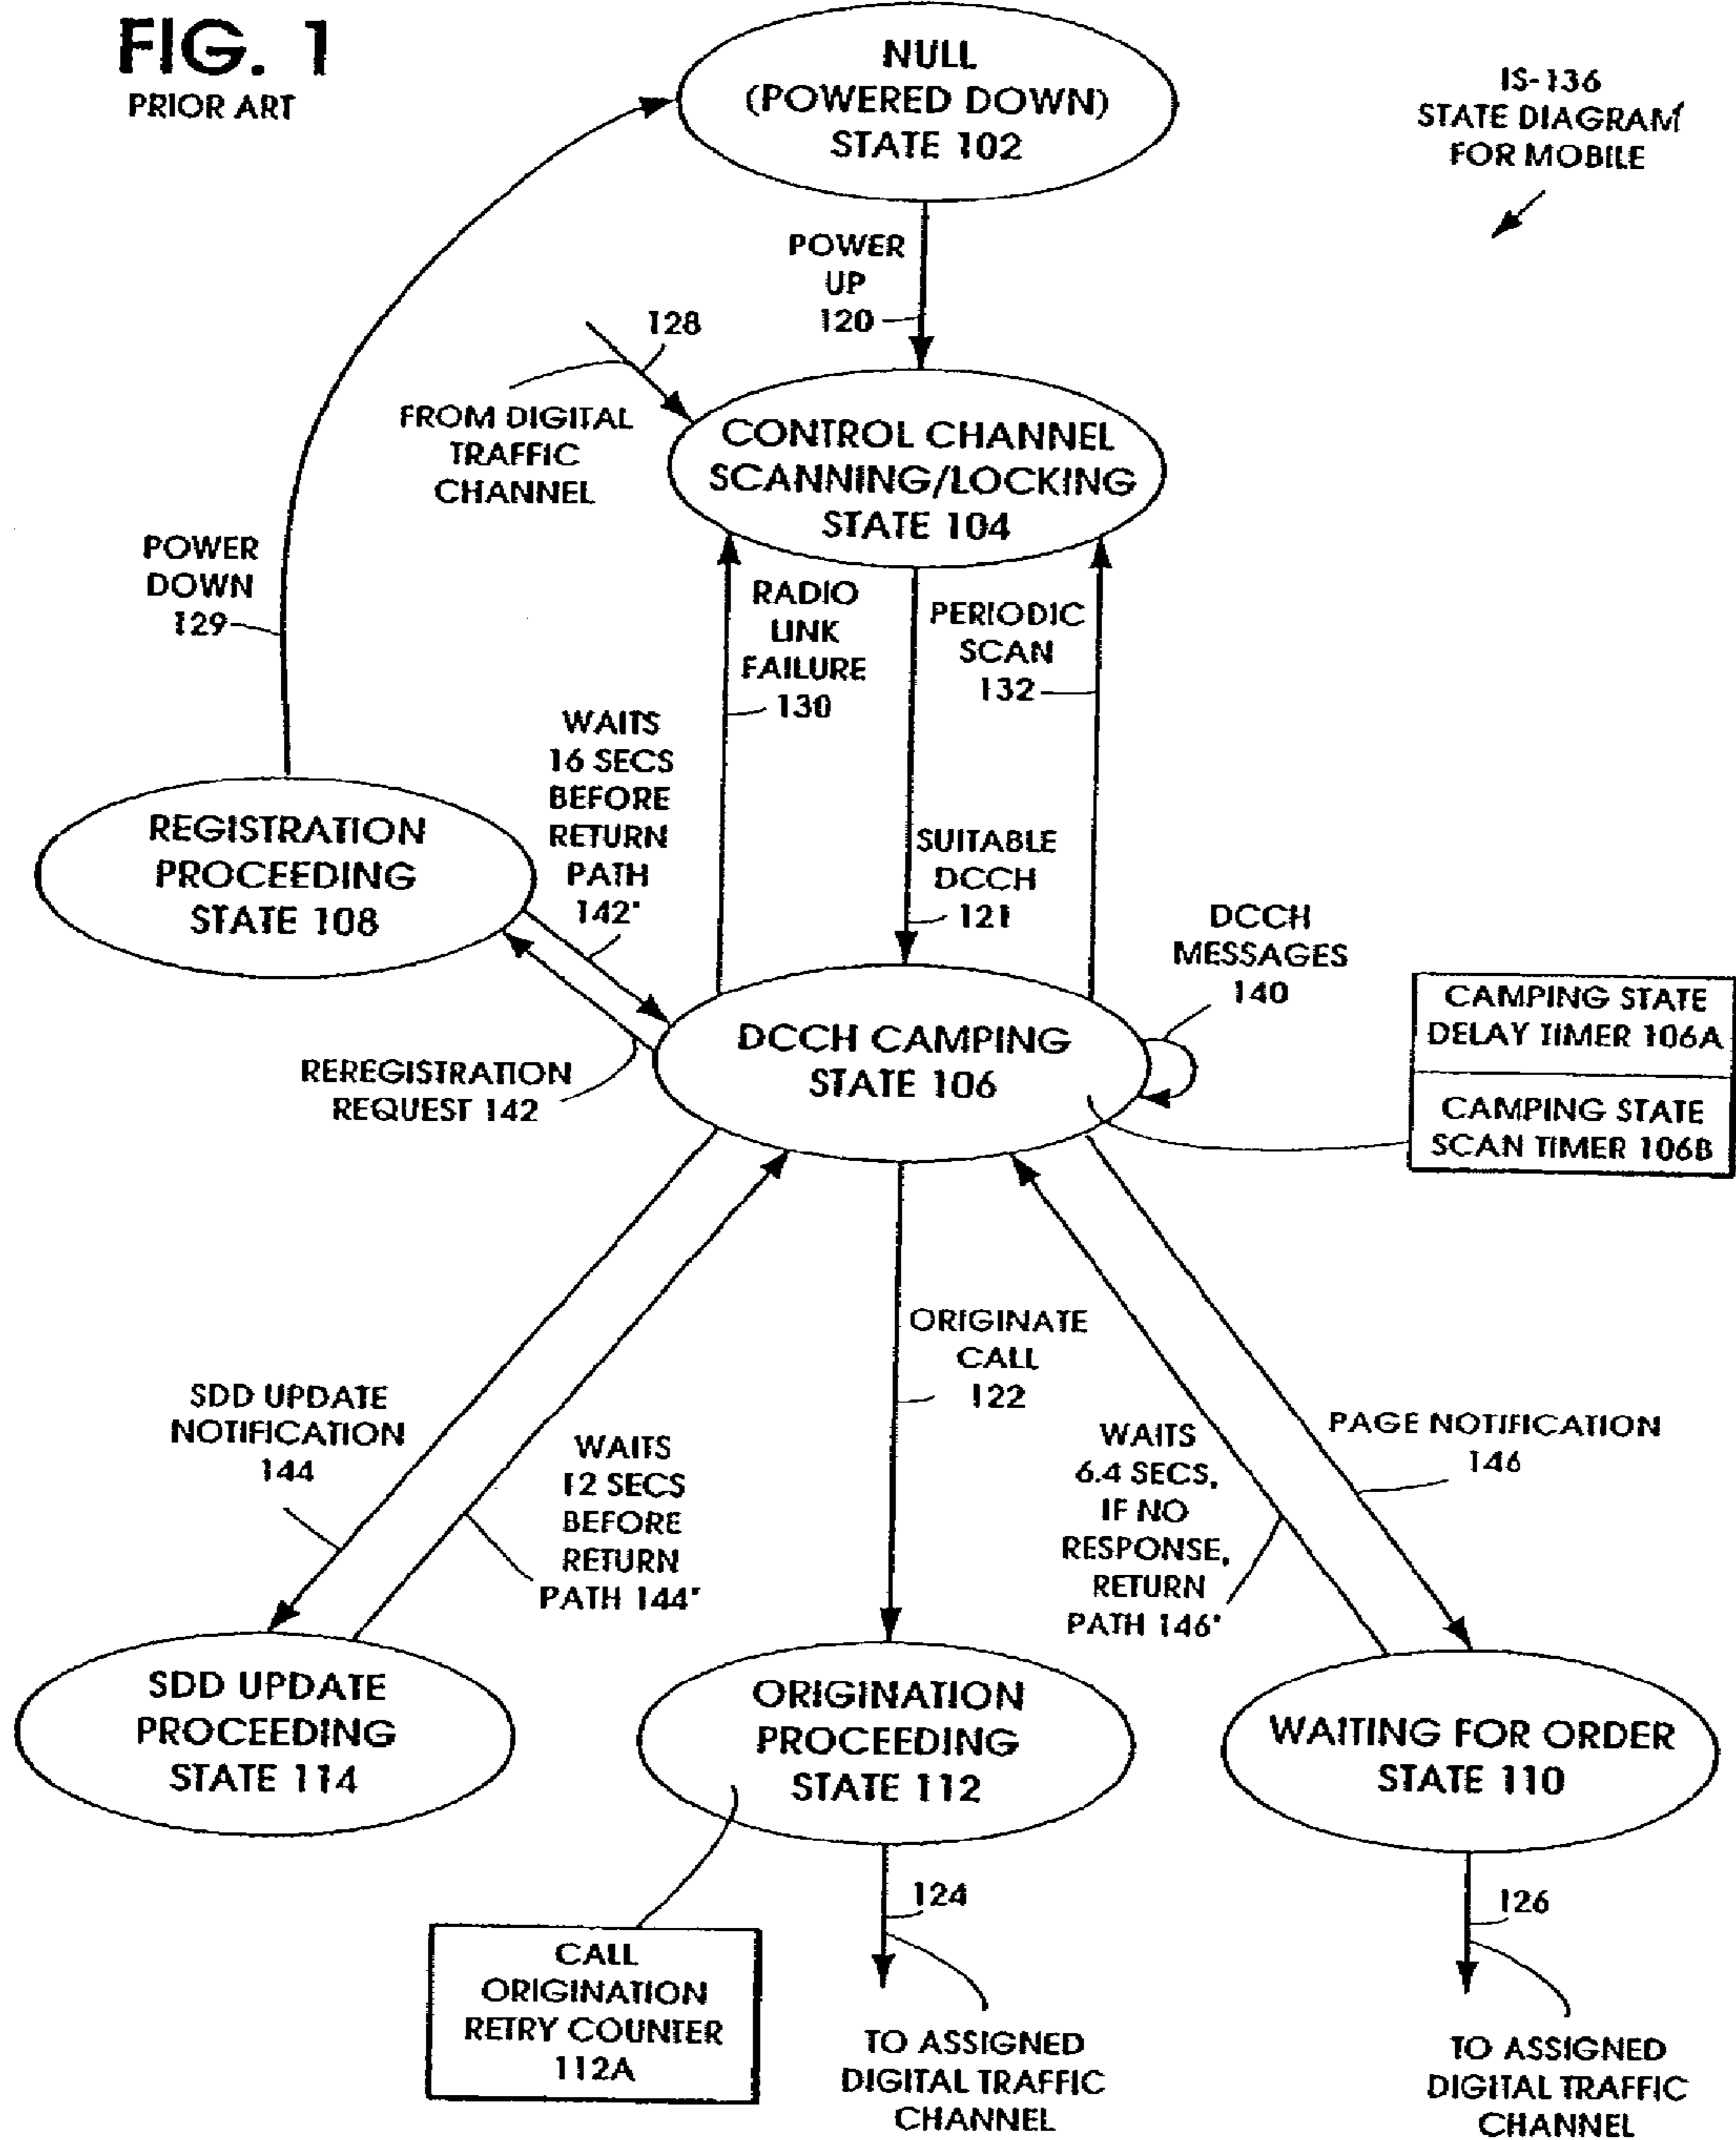 FIG. 1
PRIOR ART
NULL
(POWERED DOWN)
STATE 102
IS-136
STATE DIAGRAM
FOR MOBILE
POWER
UP
120
128
FROM DIGITAL
TRAFFIC
CHANNEL
CONTROL CHANNEL
SCANNING/LOCKING
STATE 104
POWER
DOWN
129
RADIO
LINK
FAILURE
130
PERIODIC
SCAN
132
WAITS
16 SECS
BEFORE
RETURN
PATH
142'
REGISTRATION
PROCEEDING
STATE 108
SUITABLE
DCCH
121
DCCH
MESSAGES
140
CAMPING STATE
DELAY TIMER 106A
CAMPING STATE
SCAN TIMER 106B
DCCH CAMPING
STATE 106
REREGISTRATION
REQUEST 142
ORIGINATE
CALL
122
SDD UPDATE
NOTIFICATION
144
WAITS
12 SECS
BEFORE
RETURN
PATH 144'
WAITS
6.4 SECS,
IF NO
RESPONSE,
RETURN
PATH 146'
PAGE NOTIFICATION
146
SDD UPDATE
PROCEEDING
STATE 114
ORIGINATION
PROCEEDING
STATE 112
WAITING FOR ORDER
STATE 110
124
126
CALL
ORIGINATION
RETRY COUNTER
112A
TO ASSIGNED
DIGITAL TRAFFIC
CHANNEL
TO ASSIGNED
DIGITAL TRAFFIC
CHANNEL